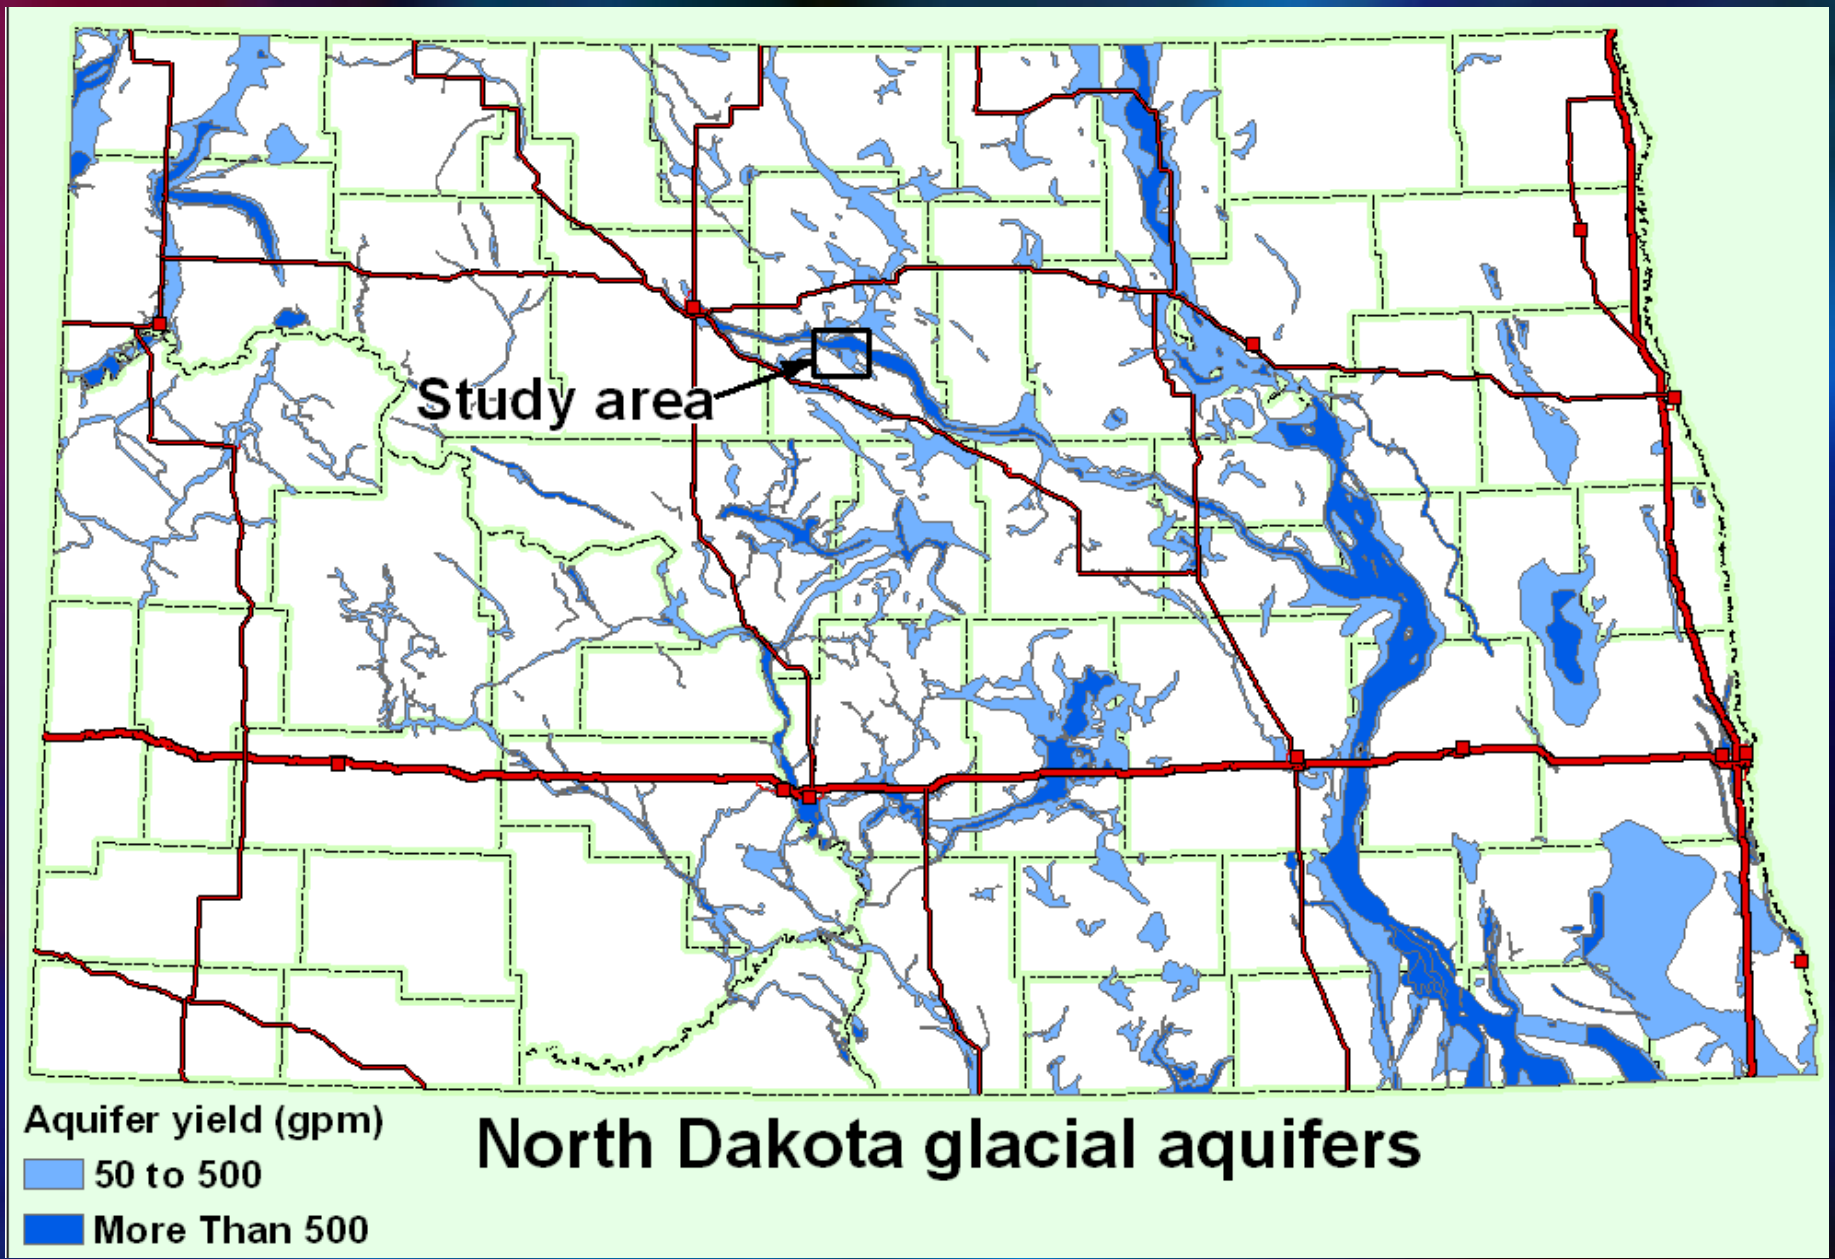 Study area
Aquifer yield (gpm)
50 to 500
More Than 500
North Dakota glacial aquifers